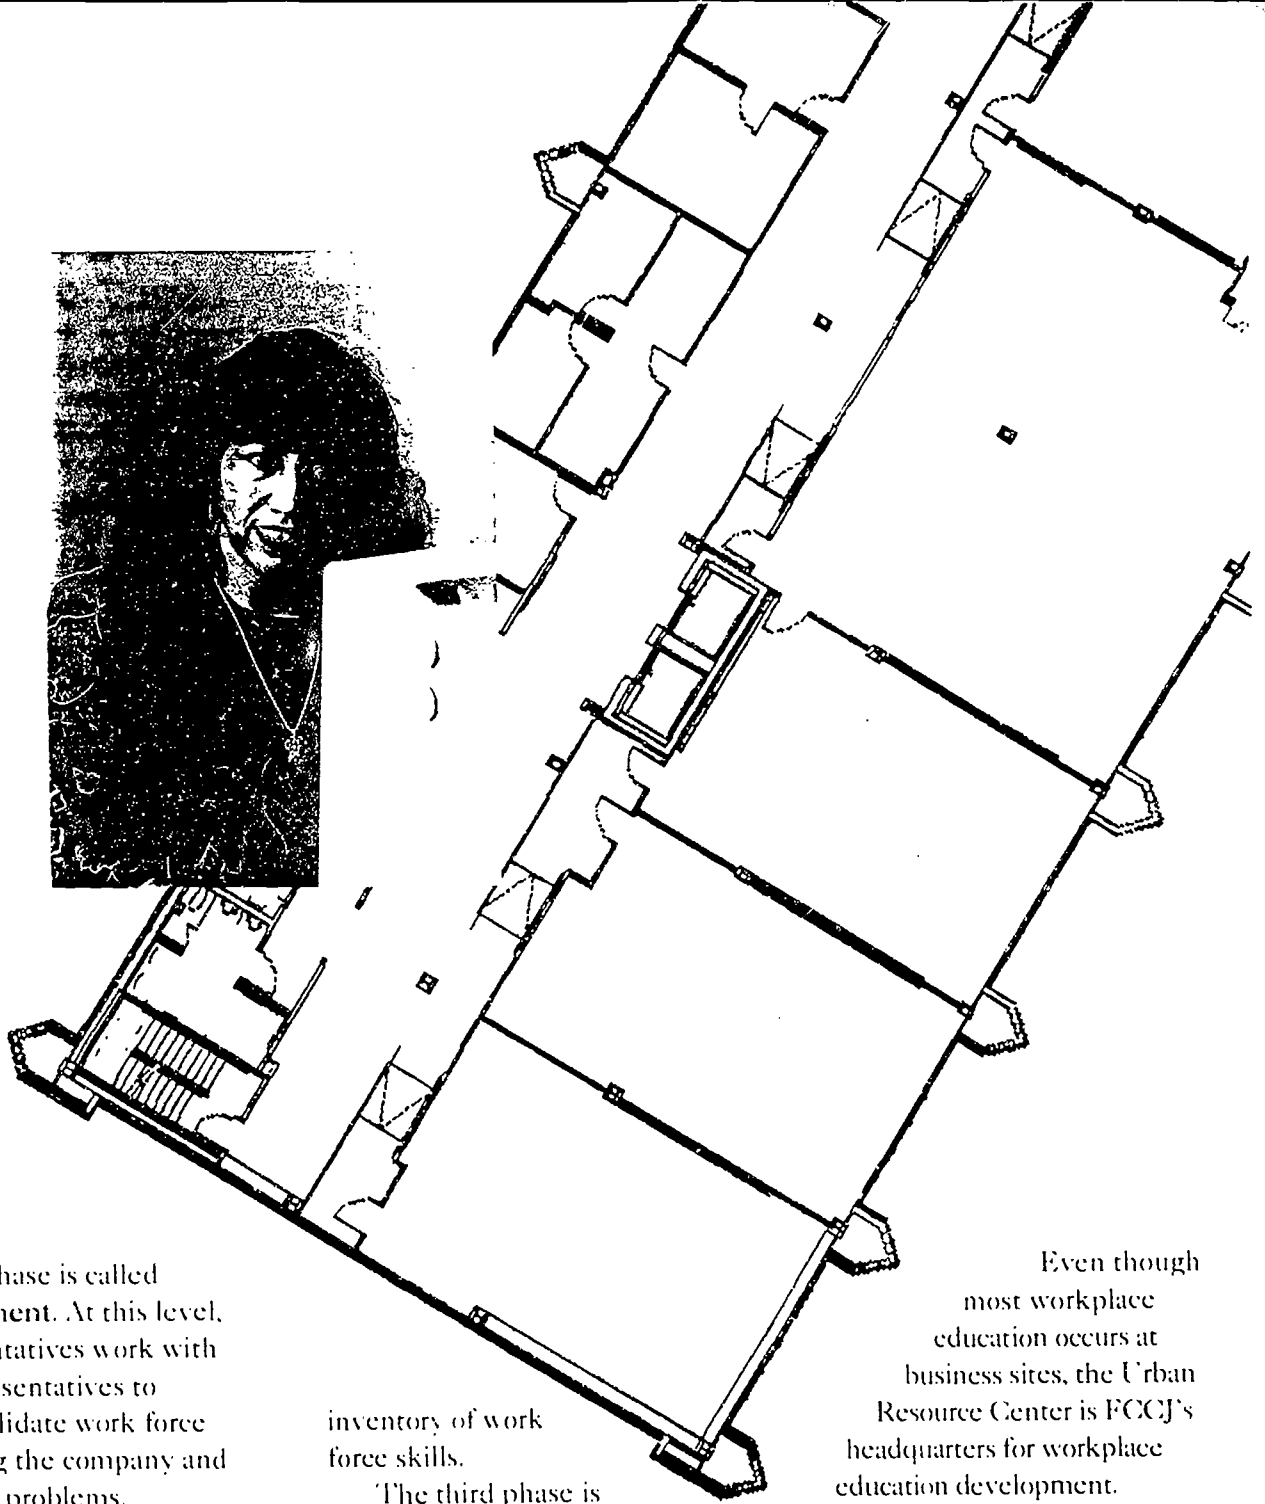 hase is called
nent. At this level,
tatives work with
sentatives to
lidate work force
g the company and
problems.
inventory of work
force skills.
The third phase is
Even though
most workplace
education occurs at
business sites, the Urban
Resource Center is FCCJ's
headquarters for workplace
education development.